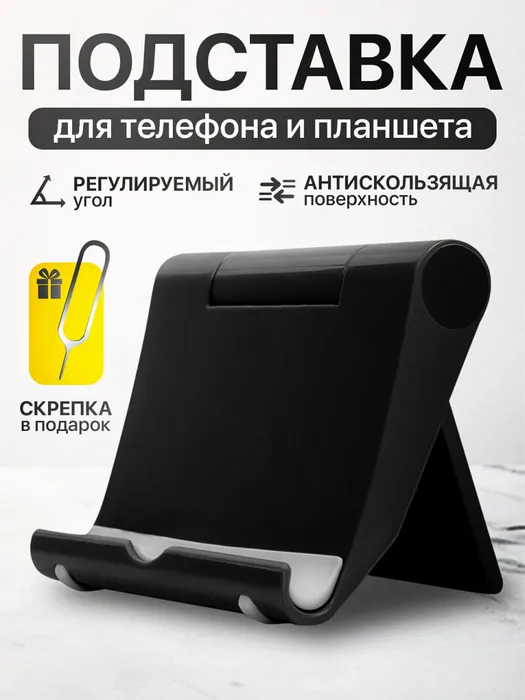 ПОДСТАВКА
для телефона и планшета
РЕГУЛИРУЕМЫЙ
угол
АНТИСКОЛЬЗЯЩАЯ
поверхность
СКРЕПКА
в подарок